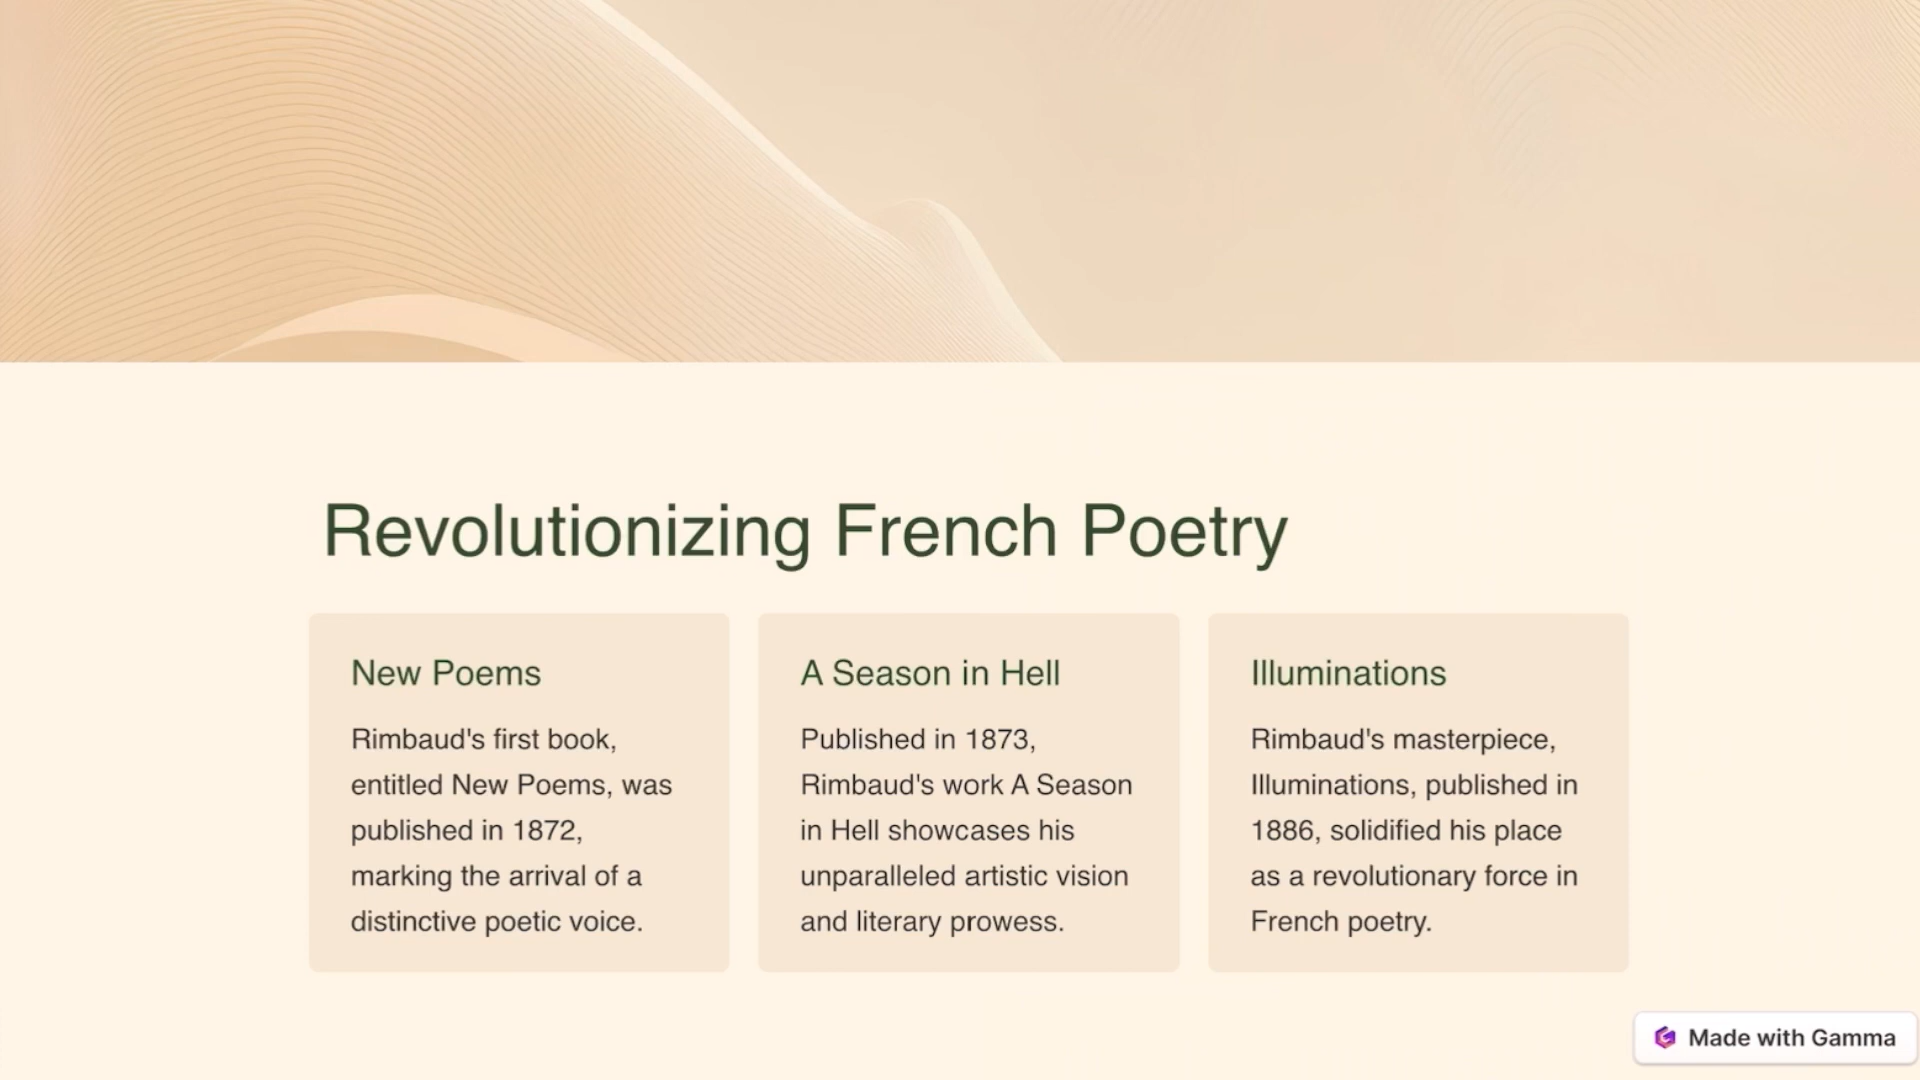 Revolutionizing French Poetry
New Poems
Rimbaud's first book,
entitled New Poems, was
published in 1872,
marking the arrival of a
distinctive poetic voice.
A Season in Hell
Published in 1873,
Rimbaud's work A Season
in Hell showcases his
unparalleled artistic vision
and literary prowess.
Illuminations
Rimbaud's masterpiece,
Illuminations, published in
1886, solidified his place
as a revolutionary force in
French poetry.
Made with Gamma